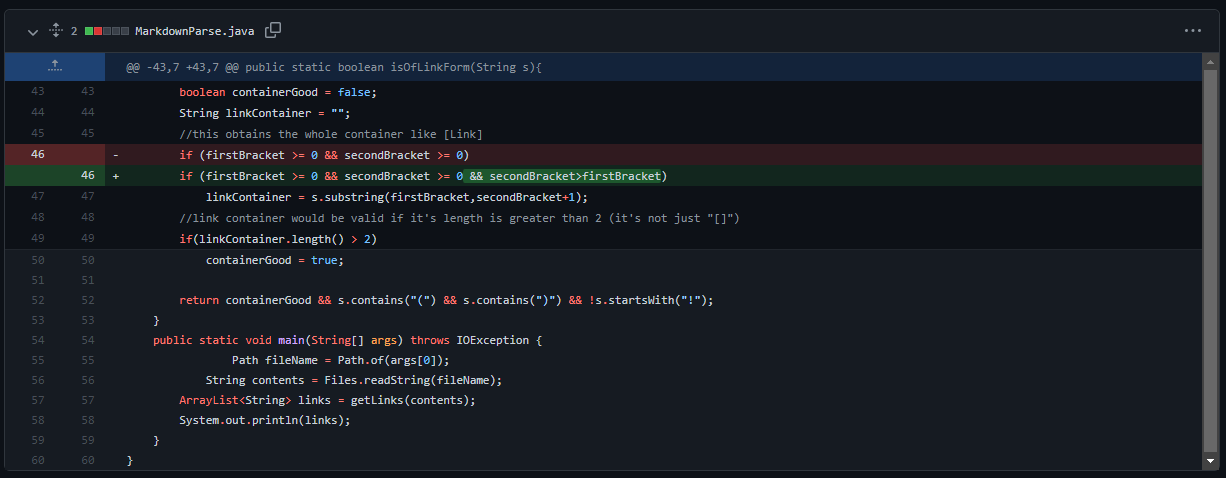 2 MarkdownParse.java
@@ -43,7 +43,7 @@ public static boolean isOfLinkForm(String s){
43 43 boolean containerGood = false;
44 44 String linkContainer = "";
45 45 //this obtains the whole container like [Link]
46 - if (firstBracket >= 0 && secondBracket >= 0)
46 + if (firstBracket >= 0 && secondBracket >= 0 && secondBracket>firstBracket)
47 47 linkContainer = s.substring(firstBracket,secondBracket+1);
48 48 //link container would be valid if it's length is greater than 2 (it's not just "[]")
49 49 if(linkContainer.length() > 2)
50 50 containerGood = true;
51 51
52 52 return containerGood && s.contains("(") && s.contains(")") && !s.startsWith("!");
53 53 }
54 54 public static void main(String[] args) throws IOException {
55 55 Path fileName = Path.of(args[0]);
56 56 String contents = Files.readString(fileName);
57 57 ArrayList<String> links = getLinks(contents);
58 58 System.out.println(links);
59 59 }
60 60 }